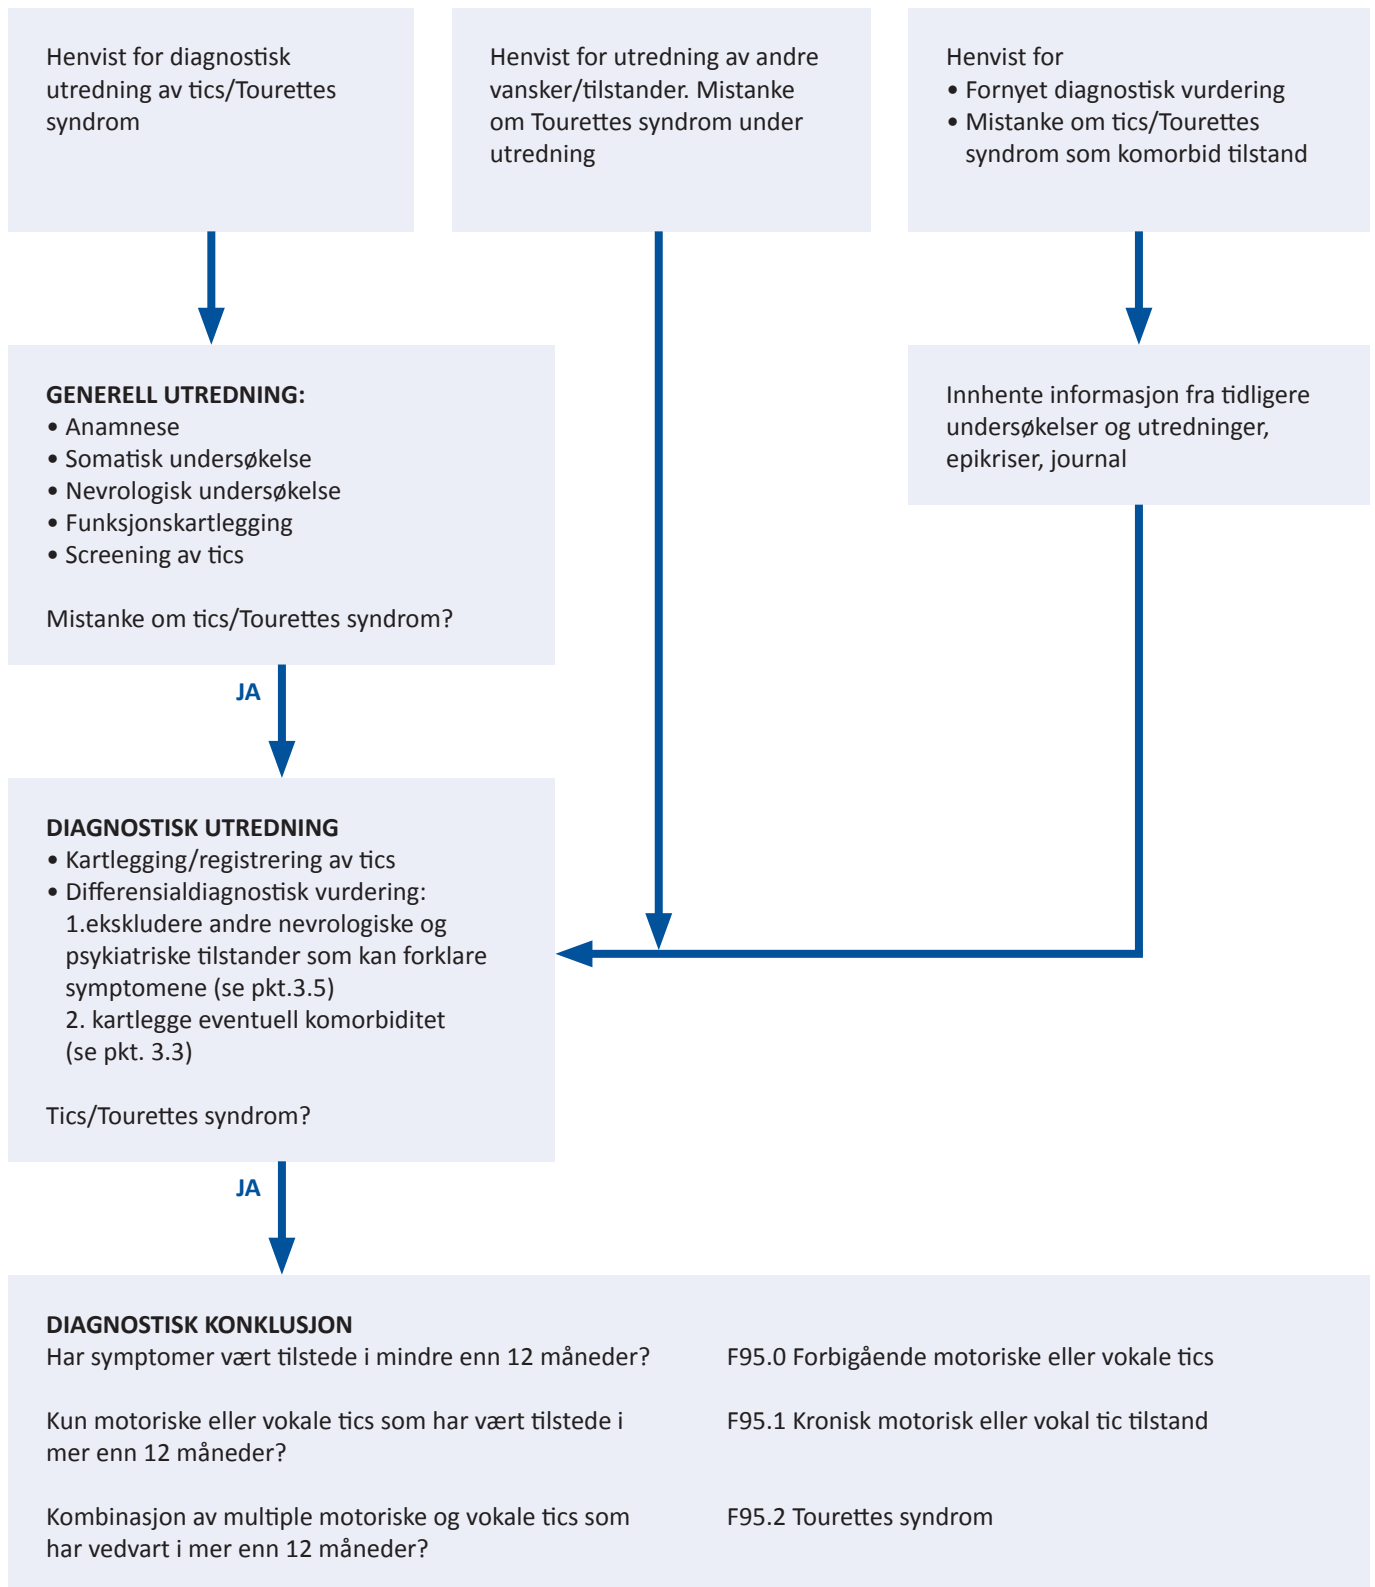 Henvist for diagnostisk
utredning av tics/Tourettes
syndrom
Henvist for utredning av andre
vansker/tilstander. Mistanke
om Tourettes syndrom under
utredning
Henvist for
• Fornyet diagnostisk vurdering
• Mistanke om tics/Tourettes
syndrom som komorbid tilstand
GENERELL UTREDNING:
• Anamnese
• Somatisk undersøkelse
• Nevrologisk undersøkelse
• Funksjonskartlegging
• Screening av tics
Mistanke om tics/Tourettes syndrom?
Innhente informasjon fra tidligere
undersøkelser og utredninger,
epikriser, journal
JA
DIAGNOSTISK UTREDNING
• Kartlegging/registrering av tics
• Differensialdiagnostisk vurdering:
1.ekskludere andre nevrologiske og
psykiatriske tilstander som kan forklare
symptomene (se pkt.3.5)
2. kartlegge eventuell komorbiditet
(se pkt. 3.3)
Tics/Tourettes syndrom?
JA
DIAGNOSTISK KONKLUSJON
Har symptomer vært tilstede i mindre enn 12 måneder?
F95.0 Forbigående motoriske eller vokale tics
Kun motoriske eller vokale tics som har vært tilstede i
mer enn 12 måneder?
F95.1 Kronisk motorisk eller vokal tic tilstand
Kombinasjon av multiple motoriske og vokale tics som
har vedvart i mer enn 12 måneder?
F95.2 Tourettes syndrom